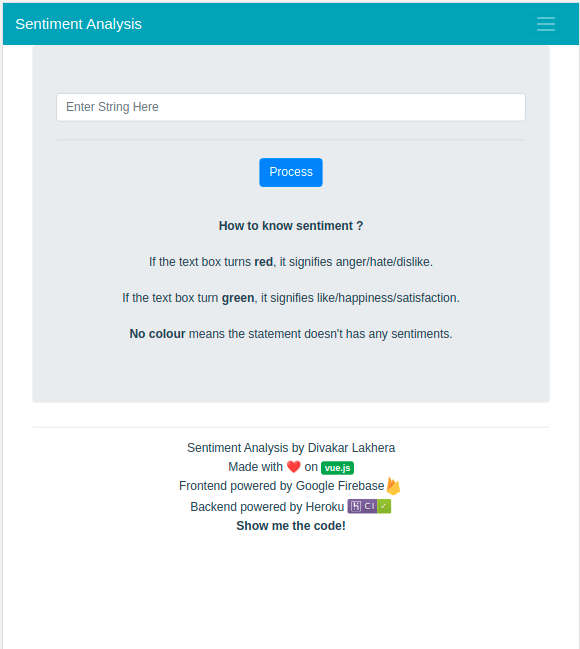 Sentiment Analysis
Enter String Here
Process
How to know sentiment ?
If the text box turns red, it signifies anger/hate/dislike.
If the text box turn green, it signifies like/happiness/satisfaction.
No colour means the statement doesn't has any sentiments.
Sentiment Analysis by Divakar Lakhera
Made with ❤️ on vue.js
Frontend powered by Google Firebase
Backend powered by Heroku CI ✓
Show me the code!